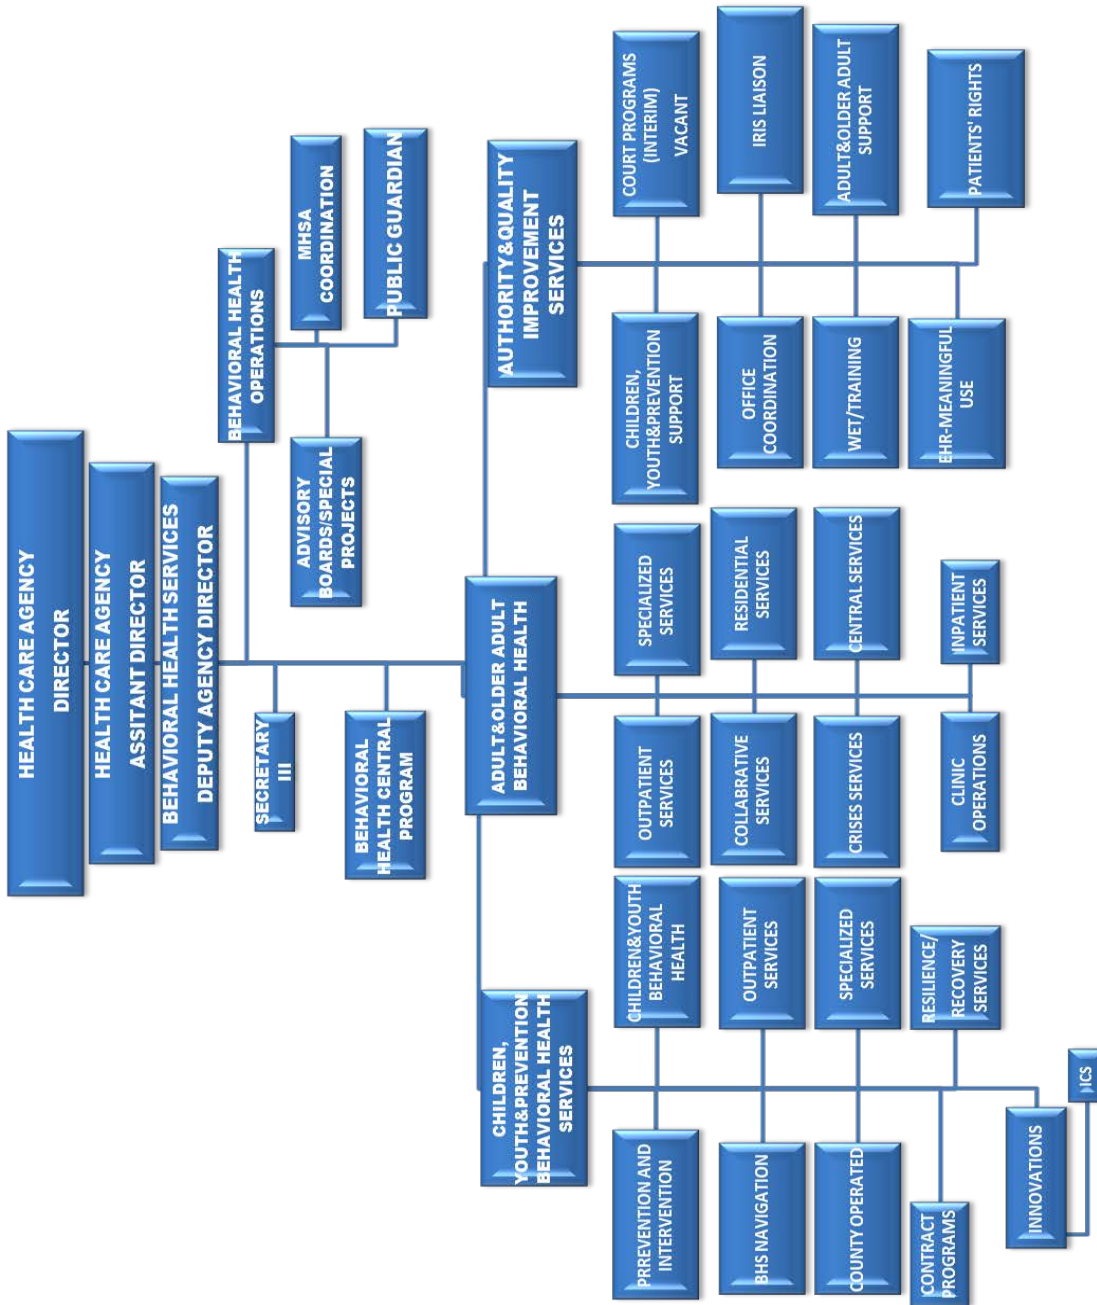 HEALTH CARE AGENCY
DIRECTOR
HEALTH CARE AGENCY
ASSITANT DIRECTOR
BEHAVIORAL HEALTH SERVICES
DEPUTY AGENCY DIRECTOR
SECRETARY
III
BEHAVIORAL HEALTH
OPERATIONS
BEHAVIORAL
HEALTH CENTRAL
PROGRAM
ADVISORY
BOARDS/SPECIAL
PROJECTS
MHSA
COORDINATION
PUBLIC GUARDIAN
CHILDREN,
YOUTH&PREVENTION
BEHAVIORAL HEALTH
SERVICES
ADULT&OLDER ADULT
BEHAVIORAL HEALTH
AUTHORITY&QUALITY
IMPROVEMENT
SERVICES
PRREVENTION AND
INTERVENTION
CHILDREN&YOUTH
BEHAVIORAL
HEALTH
BHS NAVIGATION
OUTPATIENT
SERVICES
COUNTY OPERATED
SPECIALIZED
SERVICES
CONTRACT
PROGRAMS
RESILIENCE/
RECOVERY
SERVICES
INNOVATIONS
ICS
OUTPATIENT
SERVICES
SPECIALIZED
SERVICES
COLLABRATIVE
SERVICES
RESIDENTIAL
SERVICES
CRISES SERVICES
CENTRAL SERVICES
CLINIC
OPERATIONS
INPATIENT
SERVICES
CHILDREN,
YOUTH&PREVENTION
SUPPORT
COURT PROGRAMS
(INTERIM)
VACANT
OFFICE
COORDINATION
IRIS LIAISON
WET/TRAINING
ADULT&OLDER ADULT
SUPPORT
EHR-MEANINGFUL
USE
PATIENTS' RIGHTS